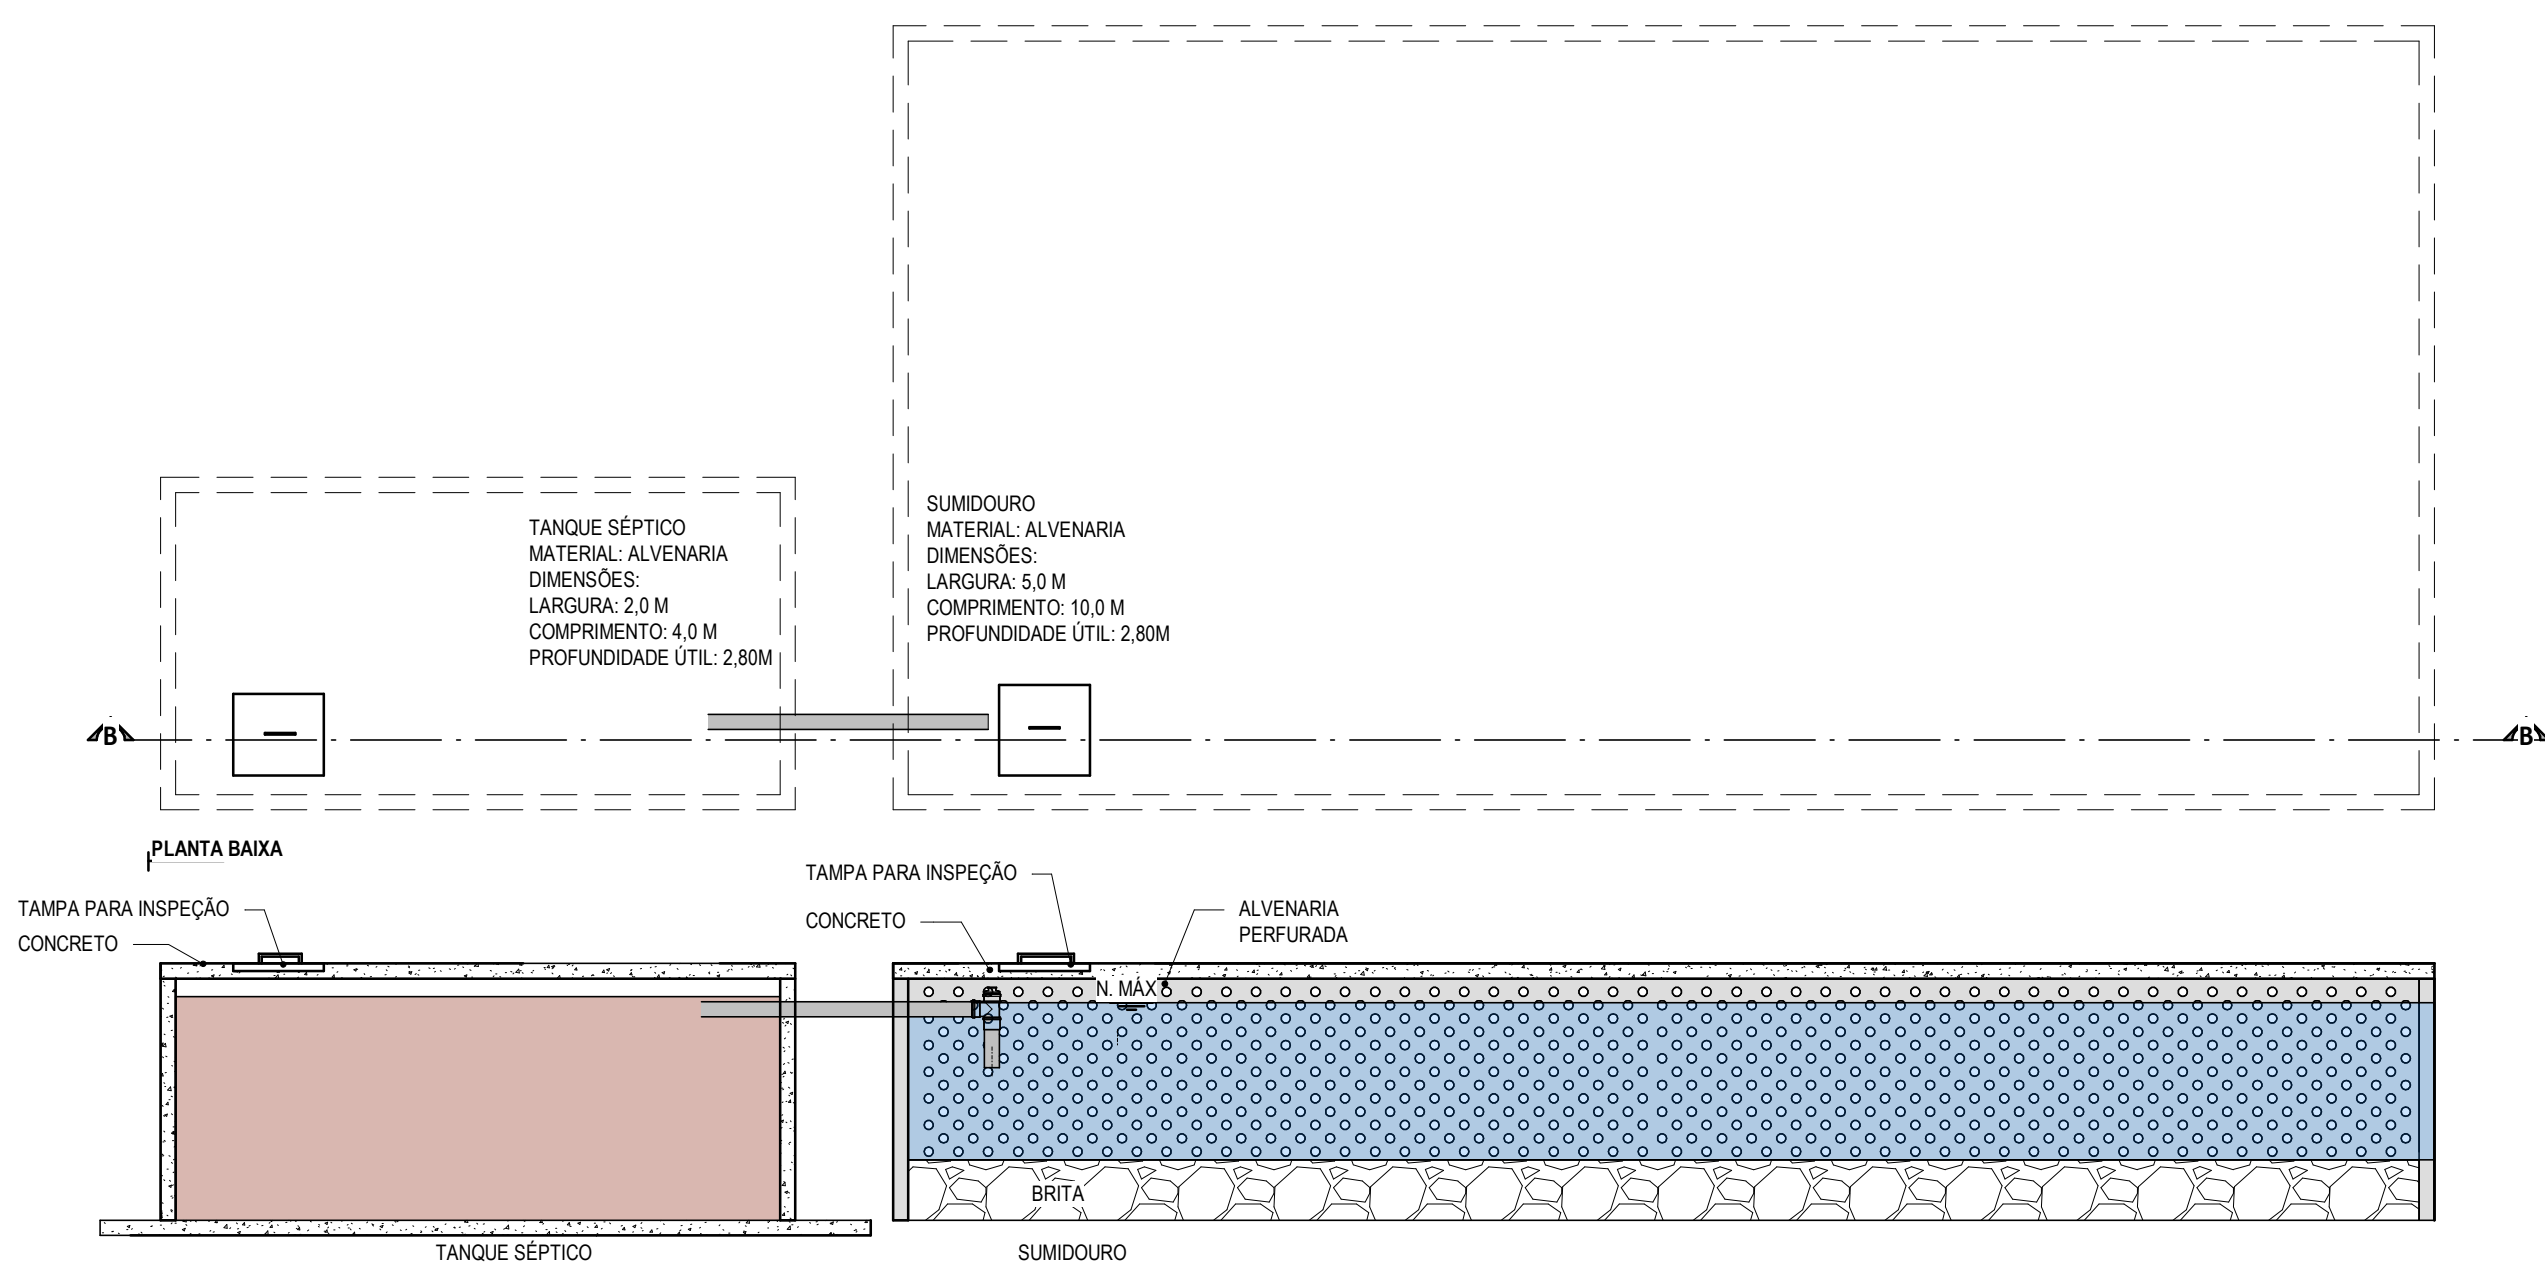 TANQUE SÉPTICO
MATERIAL: ALVENARIA
DIMENSÕES:
LARGURA: 2,0 M
COMPRIMENTO: 4,0 M
PROFUNDIDADE ÚTIL: 2,80M
SUMIDOURO
MATERIAL: ALVENARIA
DIMENSÕES:
LARGURA: 5,0 M
COMPRIMENTO: 10,0 M
PROFUNDIDADE ÚTIL: 2,80M
B
B
PLANTA BAIXA
TAMPA PARA INSPEÇÃO
CONCRETO
TAMPA PARA INSPEÇÃO
CONCRETO
ALVENARIA
PERFURADA
N. MÁX
BRITA
TANQUE SÉPTICO
SUMIDOURO